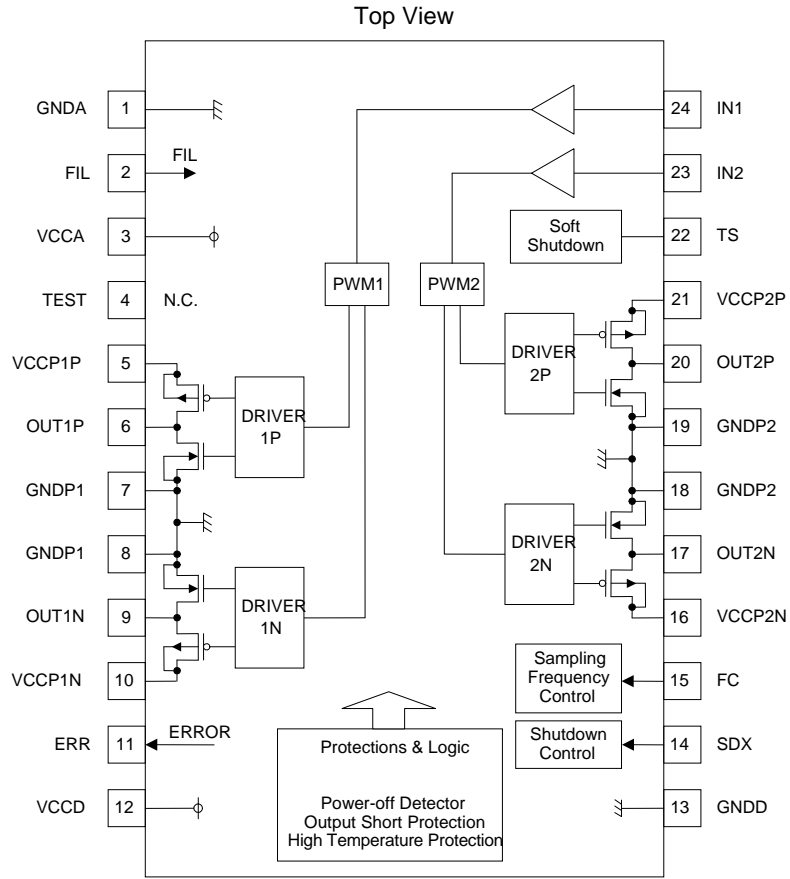 Top View
GNDA 1
24 IN1
FIL 2 FIL
23 IN2
VCCA 3
Soft
Shutdown
22 TS
TEST 4 N.C.
PWM1
PWM2
21 VCCP2P
VCCP1P 5
DRIVER
2P
20 OUT2P
OUT1P 6
DRIVER
1P
19 GNDP2
GNDP1 7
18 GNDP2
GNDP1 8
DRIVER
2N
17 OUT2N
OUT1N 9
DRIVER
1N
16 VCCP2N
VCCP1N 10
Sampling
Frequency
Control
15 FC
ERR 11 ERROR
Protections & Logic
Shutdown
Control
14 SDX
VCCD 12
Power-off Detector
Output Short Protection
High Temperature Protection
13 GNDD